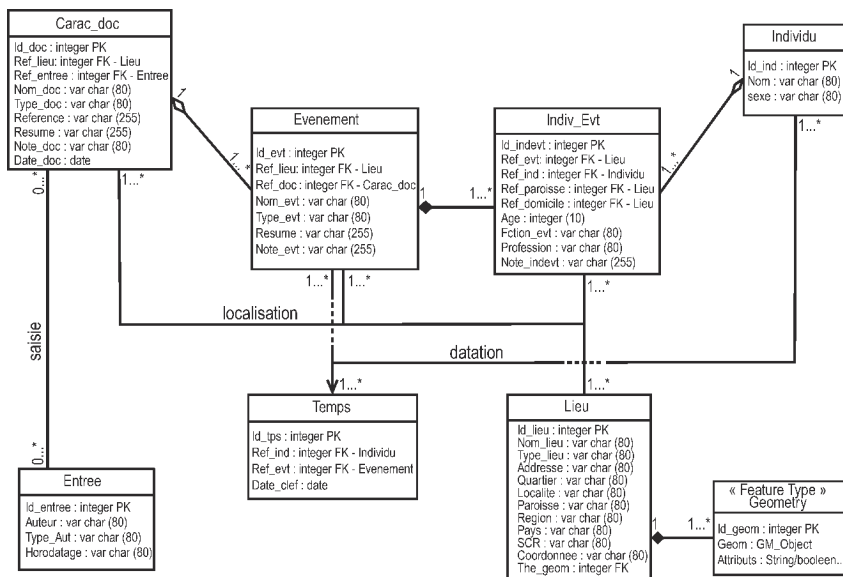 Carac_doc
Id_doc : integer PK
Ref_lieu: integer FK - Lieu
Ref_entree : integer FK - Entree
Nom_doc : var char (80)
Type_doc : var char (80)
Reference : var char (255)
Resume : var char (255)
Note_doc : var char (80)
Date_doc : date
Individu
Id_ind : integer PK
Nom : var char (80)
sexe : var char (80)
Evenement
Id_evt : integer PK
Ref_lieu: integer FK - Lieu
Ref_doc : integer FK - Carac_doc
Nom_evt : var char (80)
Type_evt : var char (80)
Resume : var char (255)
Note_evt : var char (255)
Indiv_Evt
Id_indevt : integer PK
Ref_evt: integer FK - Lieu
Ref_ind : integer FK - Individu
Ref_paroisse : integer FK - Lieu
Ref_domicile : integer FK - Lieu
Age : integer (10)
Fction_evt : var char (80)
Profession : var char (80)
Note_indevt : var char (255)
1
1...*
1
1...*
1
1...*
0...*
1...*
1...*
1...*
1...*
1...*
saisie
localisation
datation
0...*
1...*
1...*
Temps
Id_tps : integer PK
Ref_ind : integer FK - Individu
Ref_evt : integer FK - Evenement
Date_clef : date
Lieu
Id_lieu : integer PK
Nom_lieu : var char (80)
Type_lieu : var char (80)
Addresse : var char (80)
Quartier : var char (80)
Localite : var char (80)
Paroisse : var char (80)
Region : var char (80)
Pays : var char (80)
SCR : var char (80)
Coordonnee : var char (80)
The_geom : integer FK
Entree
Id_entree : integer PK
Auteur : var char (80)
Type_Aut : var char (80)
Horodatage : var char (80)
1
1...*
« Feature Type »
Geometry
Id_geom : integer PK
Geom : GM_Object
Attributs : String/booleen...